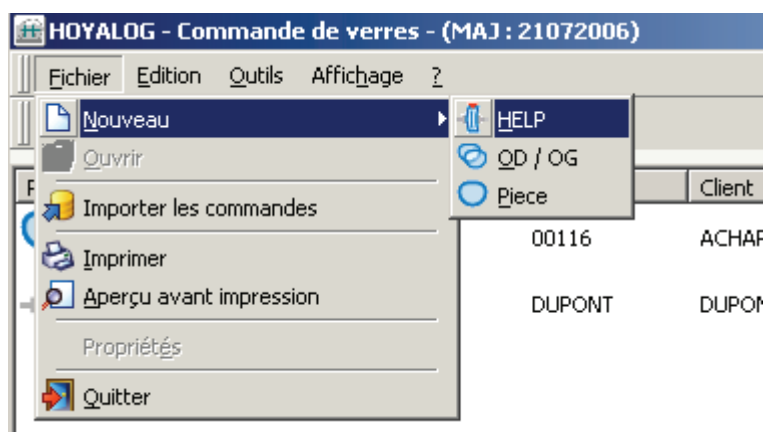 HOYALOG - Commande de verres - (MAJ : 21072006)
Fichier Edition Outils Affichage ?
Nouveau
HELP
Ouvrir
OD / OG
Piece
Client
Importer les commandes
00116 ACHAP
Imprimer
Aperçu avant impression
DUPONT DUPON
Propriétés
Quitter